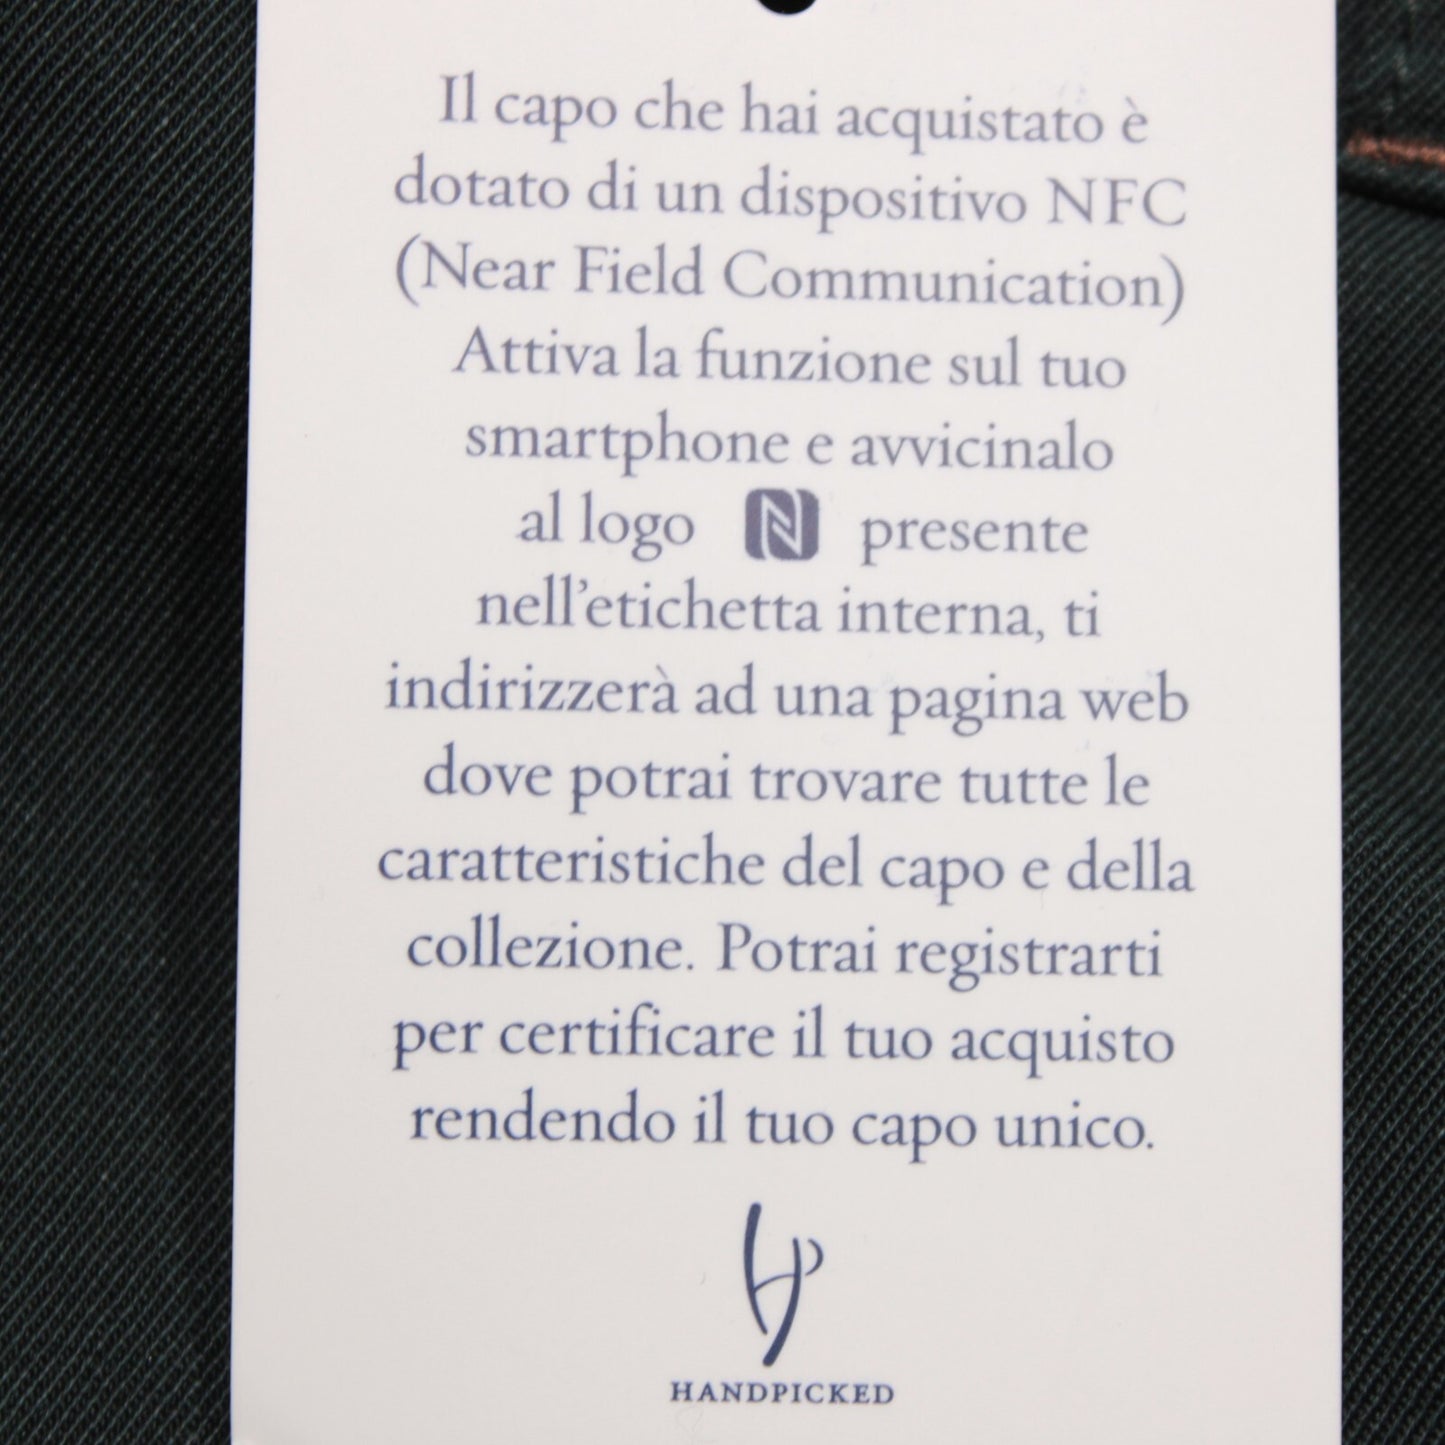 Il capo che hai acquistato è
dotato di un dispositivo NFC
(Near Field Communication)
Attiva la funzione sul tuo
smartphone e avvicinalo
al logo N presente
nell'etichetta interna, ti
indirizzerà ad una pagina web
dove potrai trovare tutte le
caratteristiche del capo e della
collezione. Potrai registrarti
per certificare il tuo acquisto
rendendo il tuo capo unico.
HANDPICKED